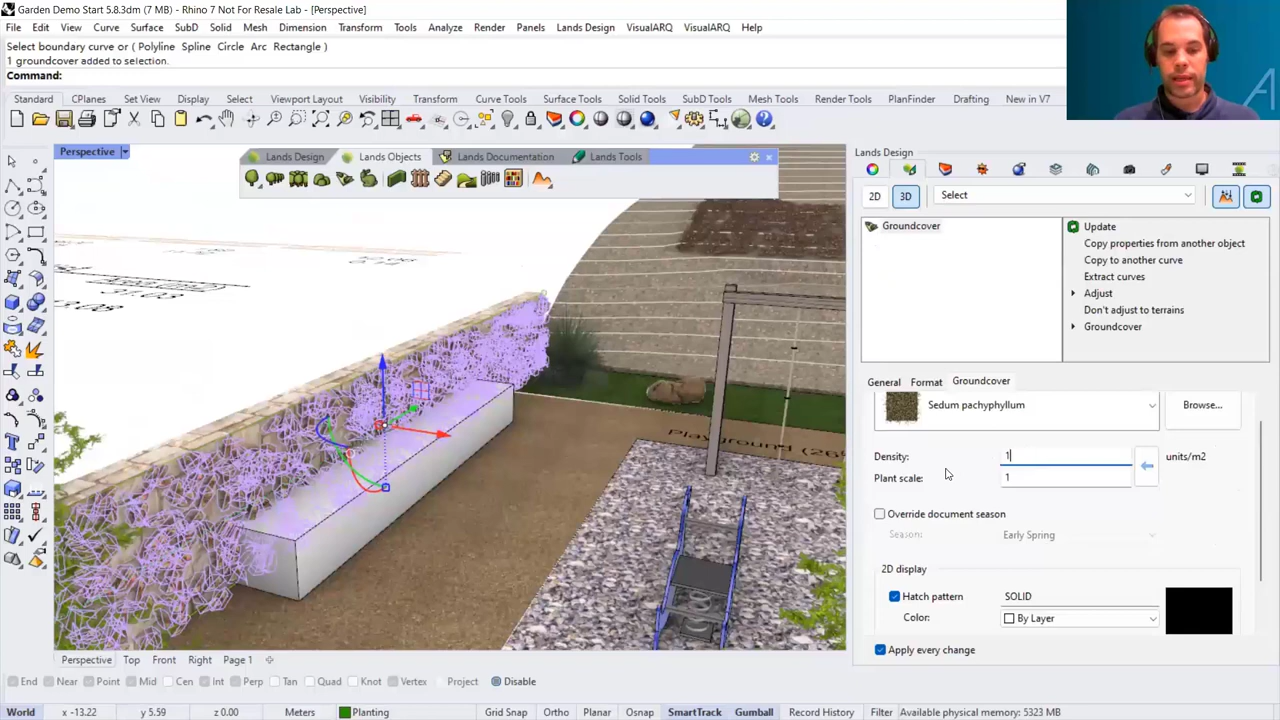 Garden Demo Start 5.8.3dm (7 MB) - Rhino 7 Not For Resale Lab - [Perspective]
File Edit View Curve Surface SubD Solid Mesh Dimension Transform Tools Analyze Render Panels Lands Design VisualARQ VisualARQ Help
Select boundary curve or ( Polyline Spline Circle Arc Rectangle )
1 groundcover added to selection.
Command:
Standard CPlanes Set View Display Select Viewport Layout Visibility Transform Curve Tools Surface Tools Solid Tools SubD Tools Mesh Tools Render Tools PlanFinder Drafting New in V7
Perspective
Lands Design Lands Objects Lands Documentation Lands Tools
Lands Design
2D 3D Select
Groundcover
Update
Copy properties from another object
Copy to another curve
Extract curves
Adjust
Don't adjust to terrains
Groundcover
General Format Groundcover
Sedum pachyphyllum Browse...
Density: 1 units/m2
Plant scale: 1
Override document season
Season: Early Spring
2D display
Hatch pattern SOLID
Color: By Layer
Apply every change
Playground
Perspective Top Front Right Page 1
End Near Point Mid Cen Int Perp Tan Quad Knot Vertex Project Disable
World x -13.22 y 5.59 z 0.00 Meters Planting Grid Snap Ortho Planar Osnap SmartTrack Gumball Record History Filter Available physical memory: 5323 MB